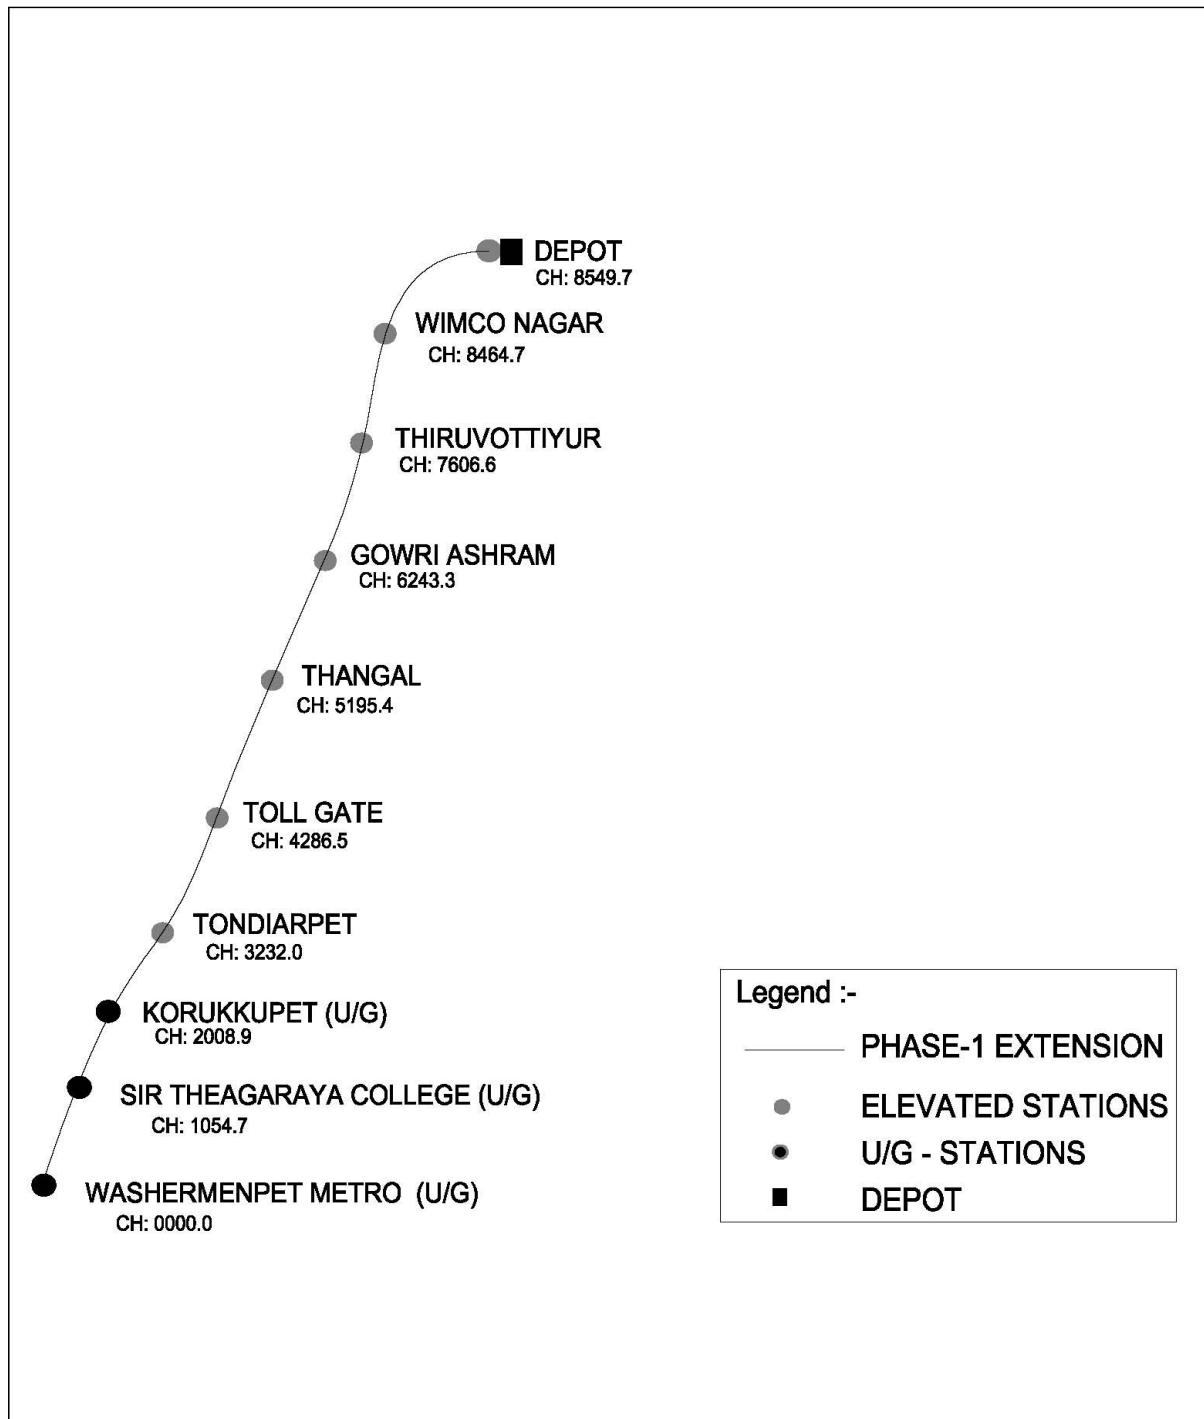 DEPOT
CH: 8549.7
WIMCO NAGAR
CH: 8464.7
THIRUVOTTIYUR
CH: 7606.6
GOWRI ASHRAM
CH: 6243.3
THANGAL
CH: 5195.4
TOLL GATE
CH: 4286.5
TONDIARPET
CH: 3232.0
KORUKKUPET (U/G)
CH: 2008.9
SIR THEAGARAYA COLLEGE (U/G)
CH: 1054.7
WASHERMENPET METRO (U/G)
CH: 0000.0
Legend :-
PHASE-1 EXTENSION
ELEVATED STATIONS
U/G - STATIONS
DEPOT